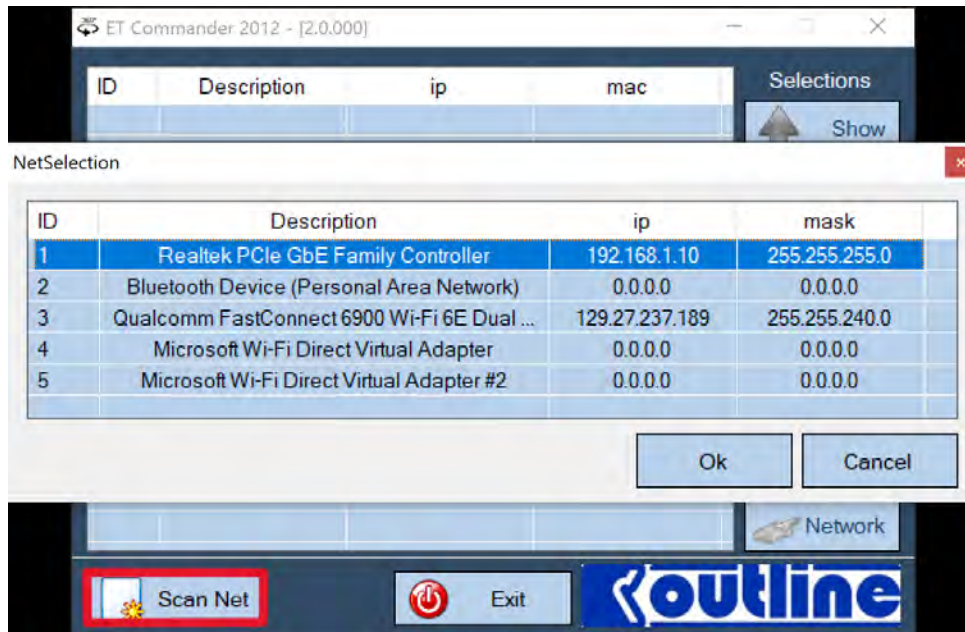 ET Commander 2012 - [2.0.000]
ID Description ip mac Selections
Show
NetSelection
ID Description ip mask
1 Realtek PCIe GbE Family Controller 192.168.1.10 255.255.255.0
2 Bluetooth Device (Personal Area Network) 0.0.0.0 0.0.0.0
3 Qualcomm FastConnect 6900 Wi-Fi 6E Dual ... 129.27.237.189 255.255.240.0
4 Microsoft Wi-Fi Direct Virtual Adapter 0.0.0.0 0.0.0.0
5 Microsoft Wi-Fi Direct Virtual Adapter #2 0.0.0.0 0.0.0.0
Ok Cancel
Network
Scan Net Exit outline